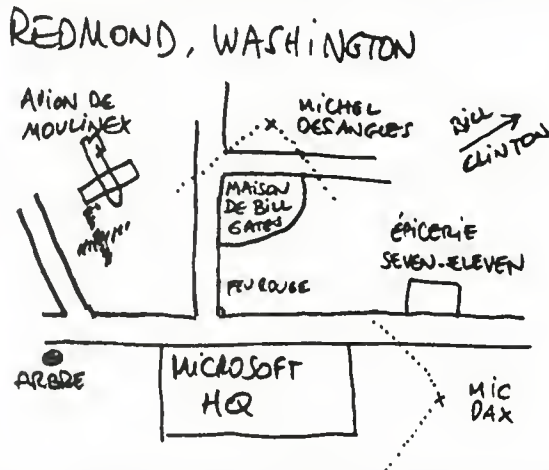 REDMOND, WASHINGTON
AVION DE
MOULINEX
MICHEL
DESANGLES
BILL
CLINTON
MAISON
DE BILL
GATES
ÉPICERIE
SEVEN-ELEVEN
FEU ROUGE
ARBRE
MICROSOFT
HQ
MIC
DAX